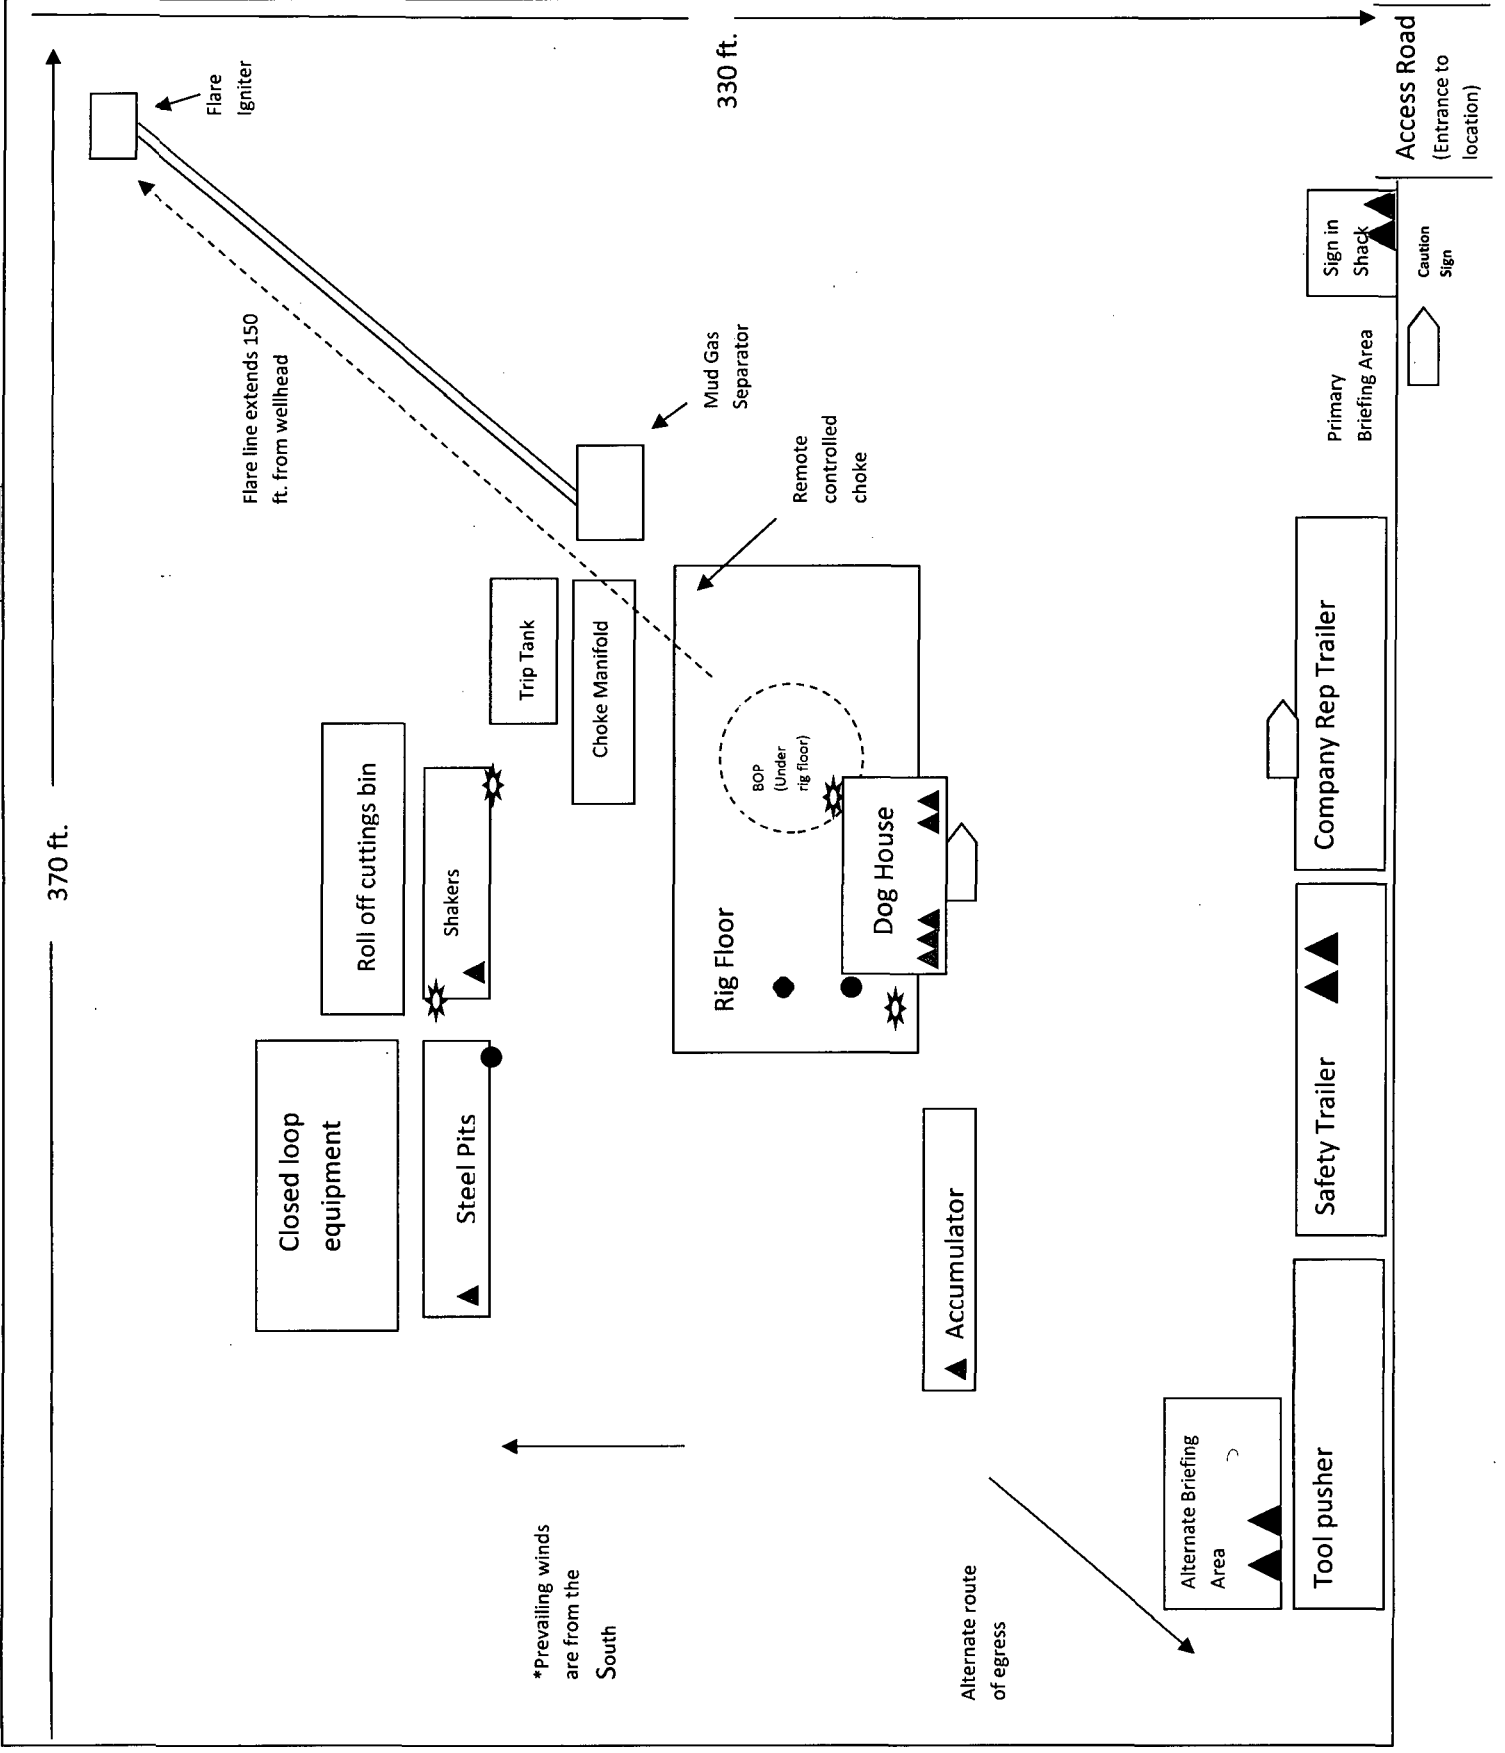 370 ft.
330 ft.
Flare
Igniter
Flare line extends 150
ft. from wellhead
Mud Gas
Separator
Remote
controlled
choke
Trip Tank
Choke Manifold
Roll off cuttings bin
Shakers
Closed loop
equipment
Steel Pits
Rig Floor
BOP
(Under
rig floor)
Dog House
Accumulator
*Prevailing winds
are from the
South
Alternate route
of egress
Alternate Briefing
Area
Tool pusher
Safety Trailer
Company Rep Trailer
Primary
Briefing Area
Sign in
Shack
Caution
Sign
Access Road
(Entrance to
location)